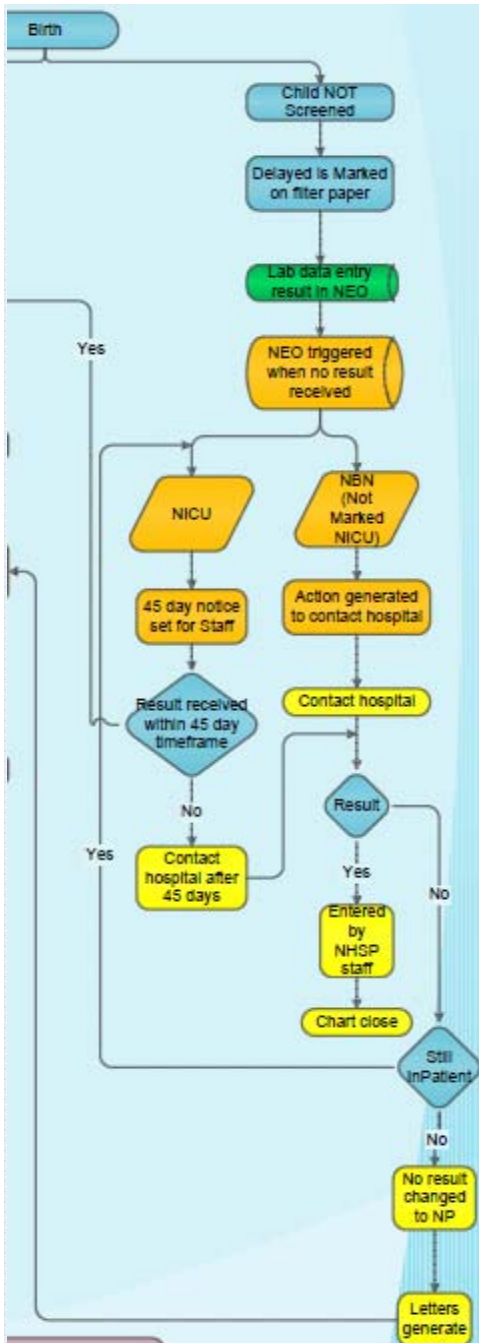 Birth
Child NOT
Screened
Delayed is Marked
on filter paper
Lab data entry
result in NEO
Yes
NEO triggered
when no result
received
NICU
NBN
(Not
Marked
NICU)
45 day notice
set for Staff
Action generated
to contact hospital
Result received
within 45 day
timeframe
Contact hospital
No
Result
Yes
Contact
hospital after
45 days
Yes
No
Entered
by
NHSP
staff
Chart close
Still
InPatient
No
No result
changed
to NP
Letters
generate